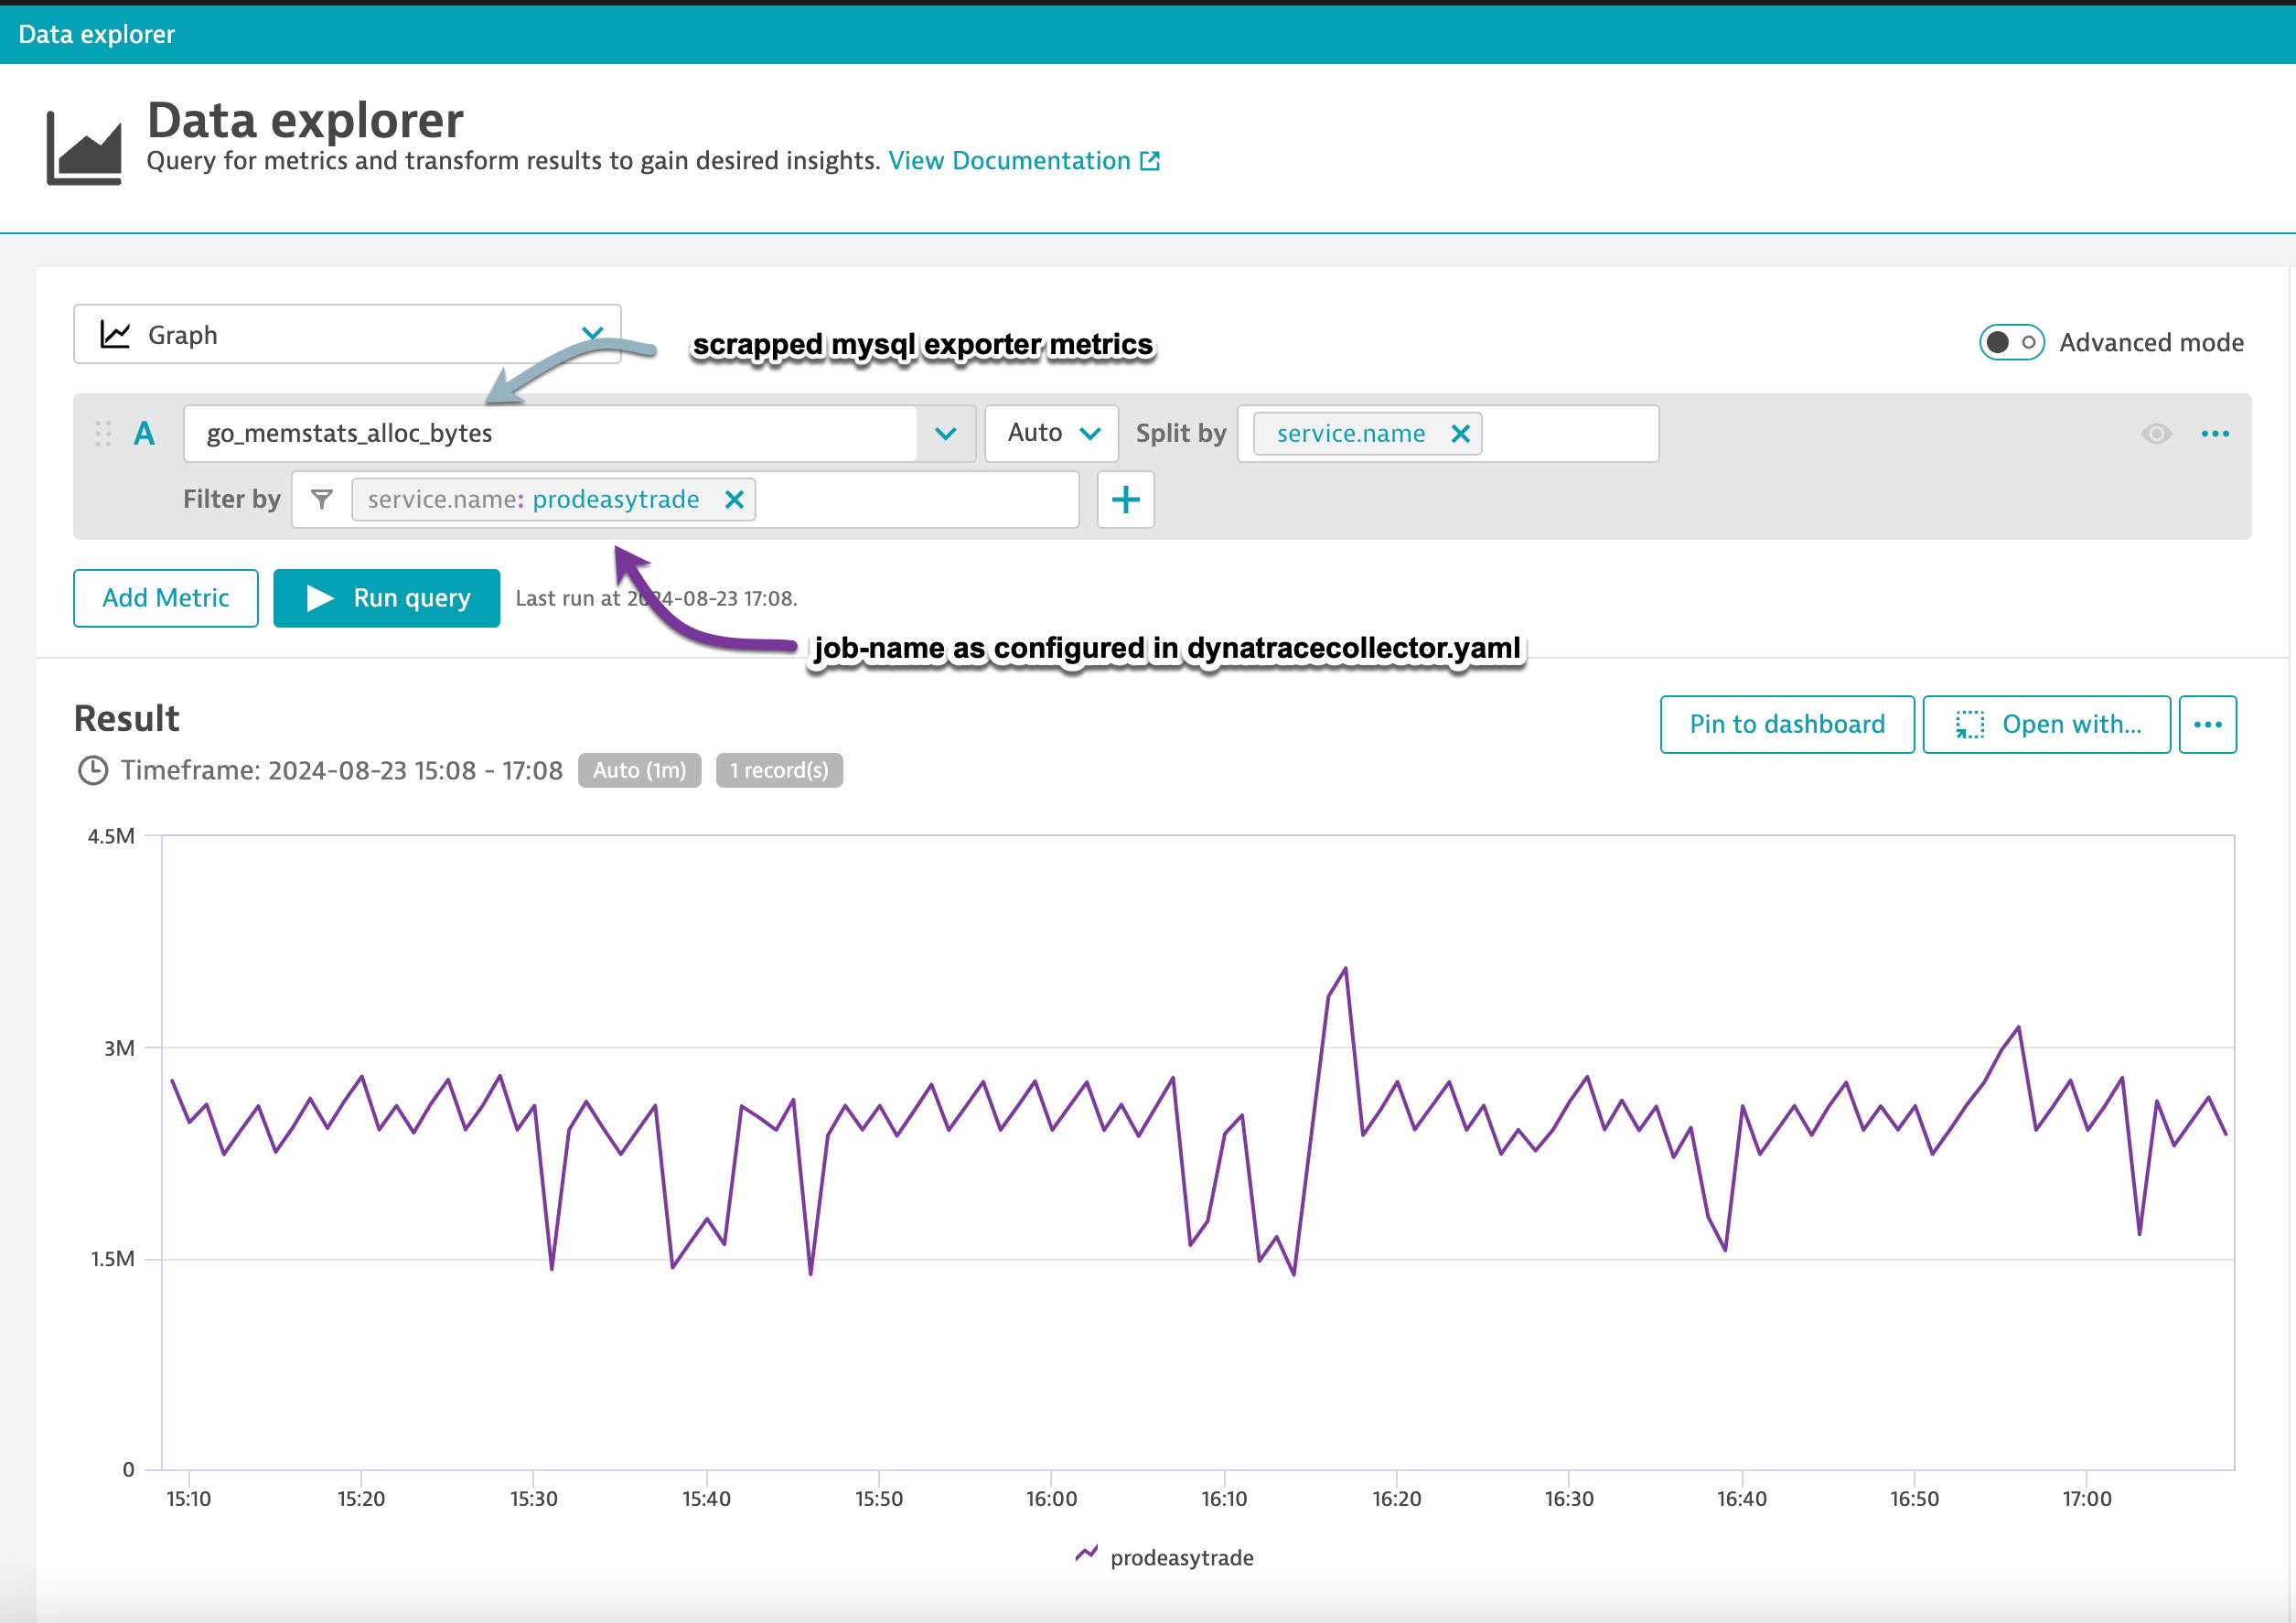 Data explorer
Data explorer
Query for metrics and transform results to gain desired insights. View Documentation
Graph
scrapped mysql exporter metrics
Advanced mode
A go_memstats_alloc_bytes Auto Split by service.name
Filter by service.name: prodeasytrade
Add Metric Run query Last run at 2024-08-23 17:08.
job-name as configured in dynatracecollector.yaml
Result
Pin to dashboard Open with...
Timeframe: 2024-08-23 15:08 - 17:08 Auto (1m) 1 record(s)
4.5M
3M
1.5M
0
15:10 15:20 15:30 15:40 15:50 16:00 16:10 16:20 16:30 16:40 16:50 17:00
prodeasytrade